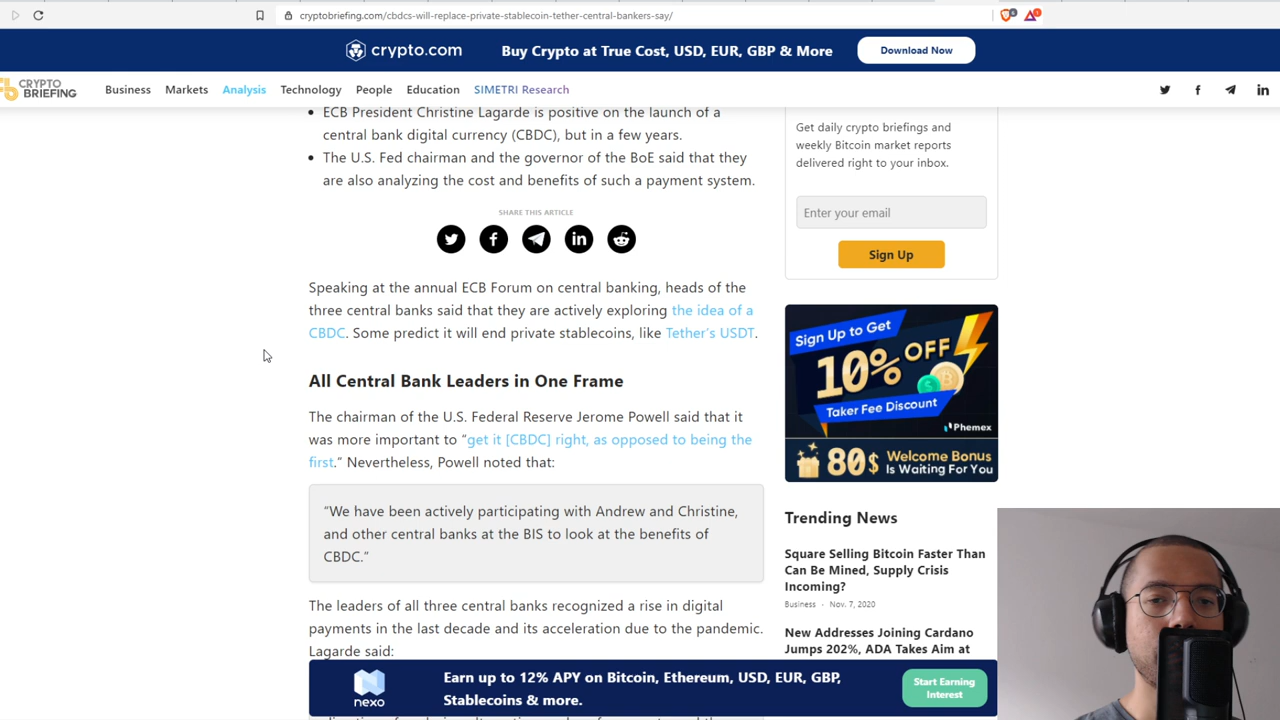 cryptobriefing.com/cbdcs-will-replace-private-stablecoin-tether-central-bankers-say/
crypto.com
Buy Crypto at True Cost, USD, EUR, GBP & More
Download Now
CRYPTO
BRIEFING
Business
Markets
Analysis
Technology
People
Education
SIMETRI Research
• ECB President Christine Lagarde is positive on the launch of a
central bank digital currency (CBDC), but in a few years.
• The U.S. Fed chairman and the governor of the BoE said that they
are also analyzing the cost and benefits of such a payment system.
SHARE THIS ARTICLE
Speaking at the annual ECB Forum on central banking, heads of the
three central banks said that they are actively exploring the idea of a
CBDC. Some predict it will end private stablecoins, like Tether's USDT.
All Central Bank Leaders in One Frame
The chairman of the U.S. Federal Reserve Jerome Powell said that it
was more important to “get it [CBDC] right, as opposed to being the
first.” Nevertheless, Powell noted that:
“We have been actively participating with Andrew and Christine,
and other central banks at the BIS to look at the benefits of
CBDC.”
The leaders of all three central banks recognized a rise in digital
payments in the last decade and its acceleration due to the pandemic.
Lagarde said:
Get daily crypto briefings and
weekly Bitcoin market reports
delivered right to your inbox.
Enter your email
Sign Up
Sign Up to Get
10% OFF
Taker Fee Discount
Phemex
80$ Welcome Bonus
Is Waiting For You
Trending News
Square Selling Bitcoin Faster Than
Can Be Mined, Supply Crisis
Incoming?
Business · Nov. 7, 2020
New Addresses Joining Cardano
Jumps 202%, ADA Takes Aim at
nexo
Earn up to 12% APY on Bitcoin, Ethereum, USD, EUR, GBP,
Stablecoins & more.
Start Earning
Interest